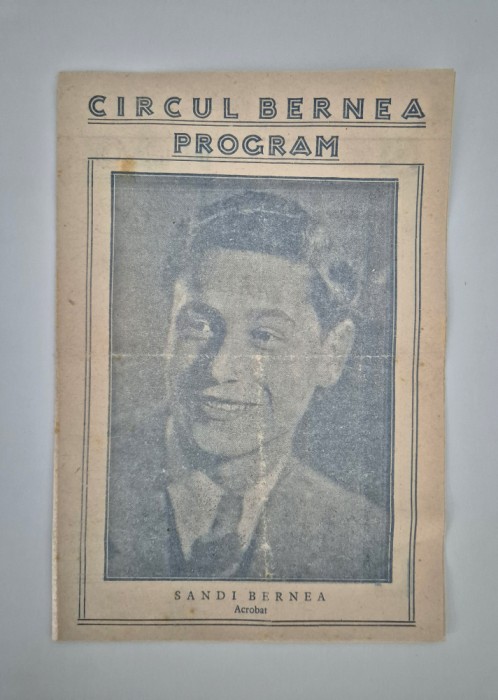 CIRCUL BERNEA
PROGRAM
SANDI BERNEA
Acrobat